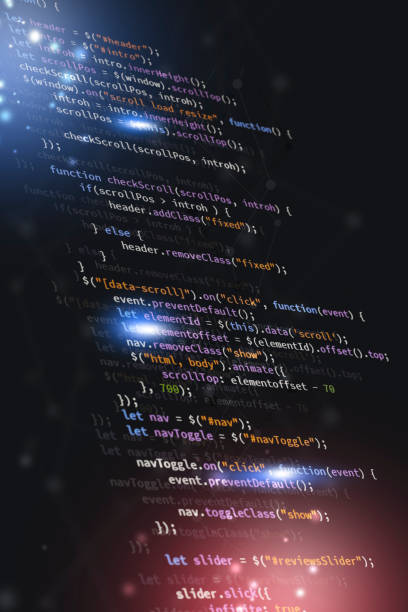 let header = $("#header");
let intro = $("#intro");
let introh = intro.innerHeight();
let scrollPos = $(window).scrollTop();
checkScroll(scrollPos, introh);
$(window).on("scroll load resize", function() {
introh = intro.innerHeight();
scrollPos = $(this).scrollTop();
checkScroll(scrollPos, introh);
});
function checkScroll(scrollPos, introh) {
if(scrollPos > introh ) {
header.addClass("fixed");
} else {
header.removeClass("fixed");
}
}
$("[data-scroll]").on("click", function(event) {
event.preventDefault();
let elementId = $(this).data('scroll');
let elementoffset = $(elementId).offset().top;
nav.removeClass("show");
$("html, body").animate({
scrollTop: elementoffset - 70
}, 700);
});
let nav = $("#nav");
let navToggle = $("#navToggle");
navToggle.on("click", function(event) {
event.preventDefault();
nav.toggleClass("show");
});
let slider = $("#reviewsSlider");
slider.slick({
infinite: true,